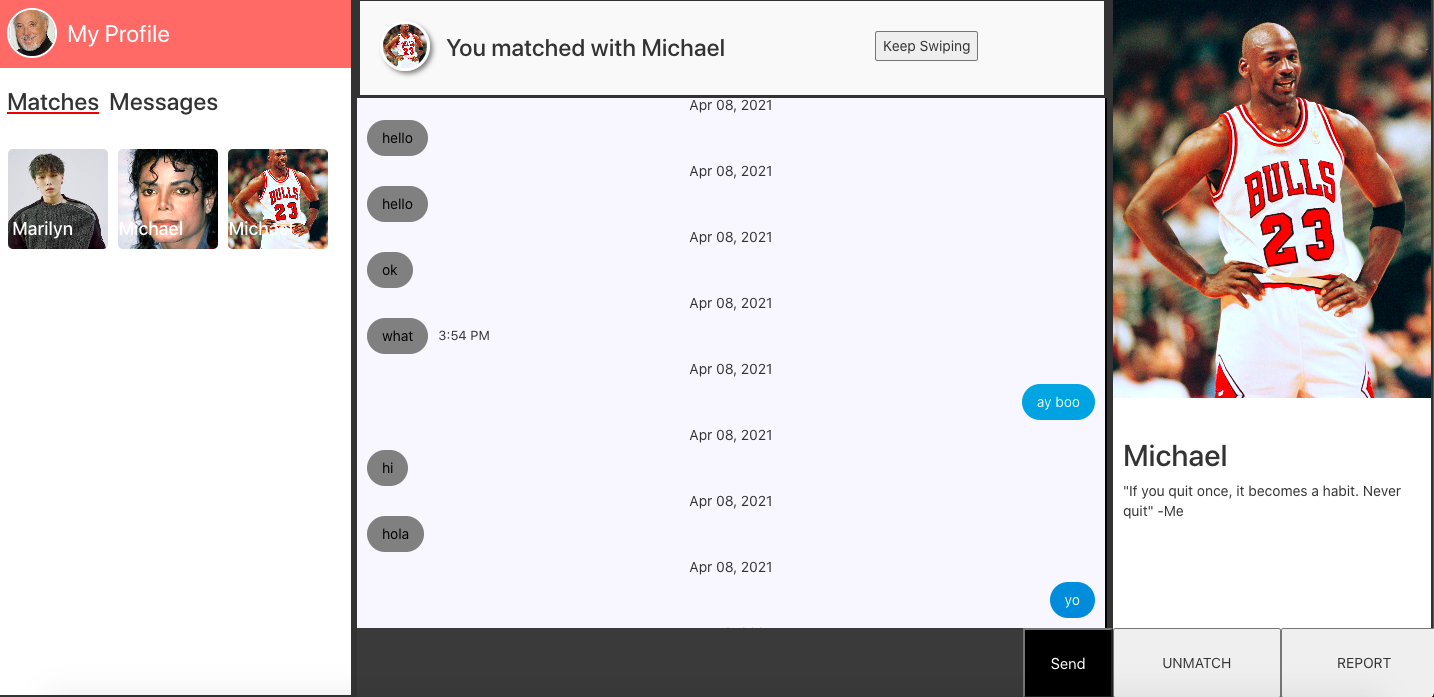 My Profile
Matches Messages
Marilyn
Michael
Michael
You matched with Michael
Keep Swiping
Apr 08, 2021
hello
Apr 08, 2021
hello
Apr 08, 2021
ok
Apr 08, 2021
what 3:54 PM
Apr 08, 2021
ay boo
Apr 08, 2021
hi
Apr 08, 2021
hola
Apr 08, 2021
yo
Send
BULLS
23
Michael
"If you quit once, it becomes a habit. Never
quit" -Me
UNMATCH
REPORT